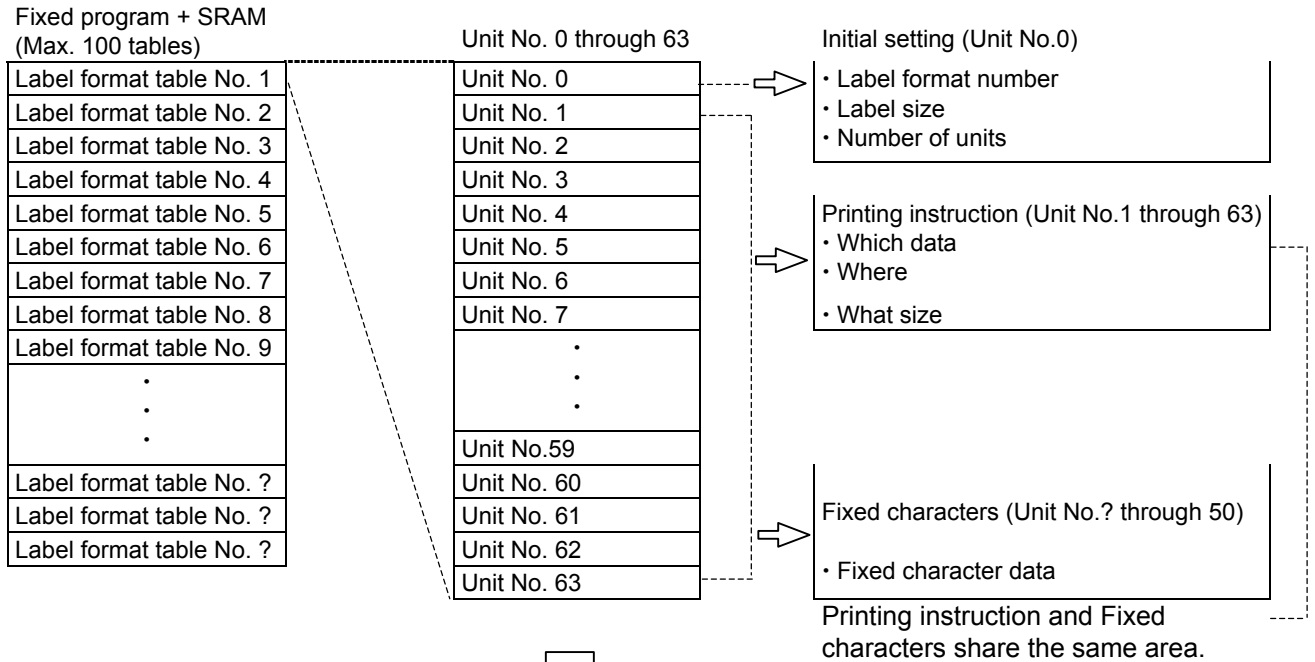 Fixed program + SRAM
(Max. 100 tables)
Label format table No. 1
Label format table No. 2
Label format table No. 3
Label format table No. 4
Label format table No. 5
Label format table No. 6
Label format table No. 7
Label format table No. 8
Label format table No. 9
・
・
・
Label format table No. ?
Label format table No. ?
Label format table No. ?
Unit No. 0 through 63
Unit No. 0
Unit No. 1
Unit No. 2
Unit No. 3
Unit No. 4
Unit No. 5
Unit No. 6
Unit No. 7
・
・
・
Unit No.59
Unit No. 60
Unit No. 61
Unit No. 62
Unit No. 63
Initial setting (Unit No.0)
・Label format number
・Label size
・Number of units
Printing instruction (Unit No.1 through 63)
・Which data
・Where
・What size
Fixed characters (Unit No.? through 50)
・Fixed character data
Printing instruction and Fixed
characters share the same area.